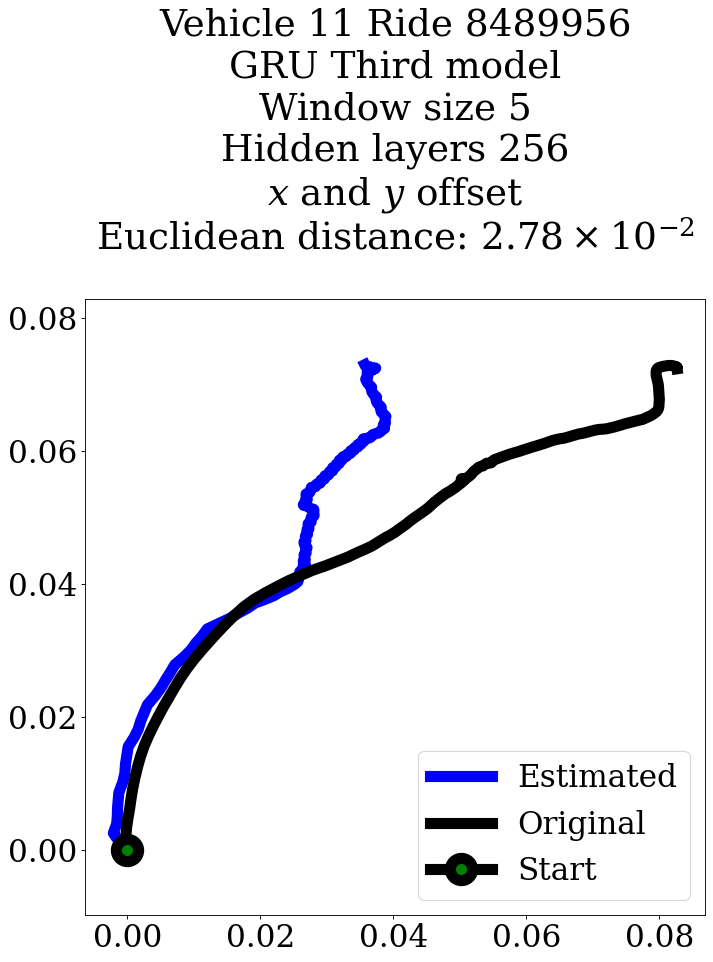 Vehicle 11 Ride 8489956
GRU Third model
Window size 5
Hidden layers 256
x and y offset
Euclidean distance: 2.78 × 10⁻²
0.08
0.06
0.04
0.02
0.00
Estimated
Original
Start
0.00 0.02 0.04 0.06 0.08